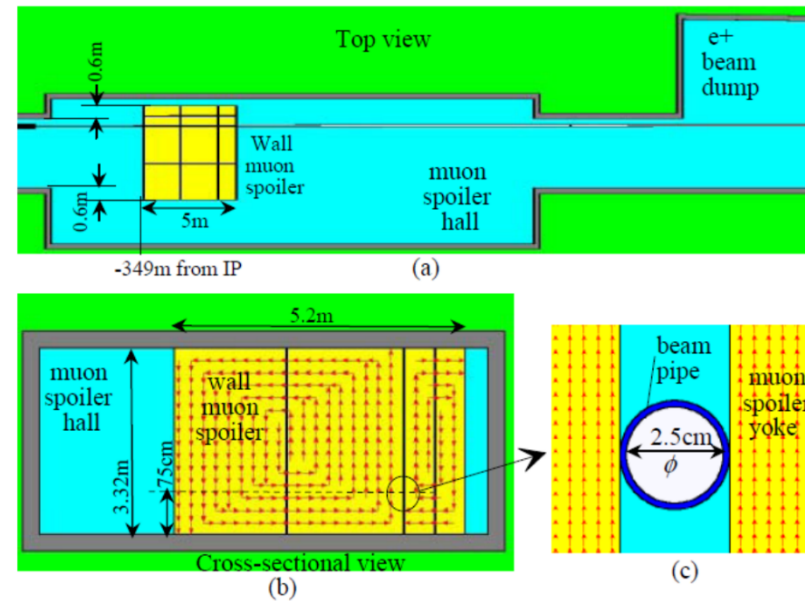 Top view
e+
beam
dump
0.6m
Wall
muon
spoiler
muon
spoiler
hall
0.6m
5m
-349m from IP
(a)
5.2m
muon
spoiler
hall
wall
muon
spoiler
3.32m
75cm
Cross-sectional view
(b)
beam
pipe
muon
spoiler
yoke
2.5cm
ϕ
(c)